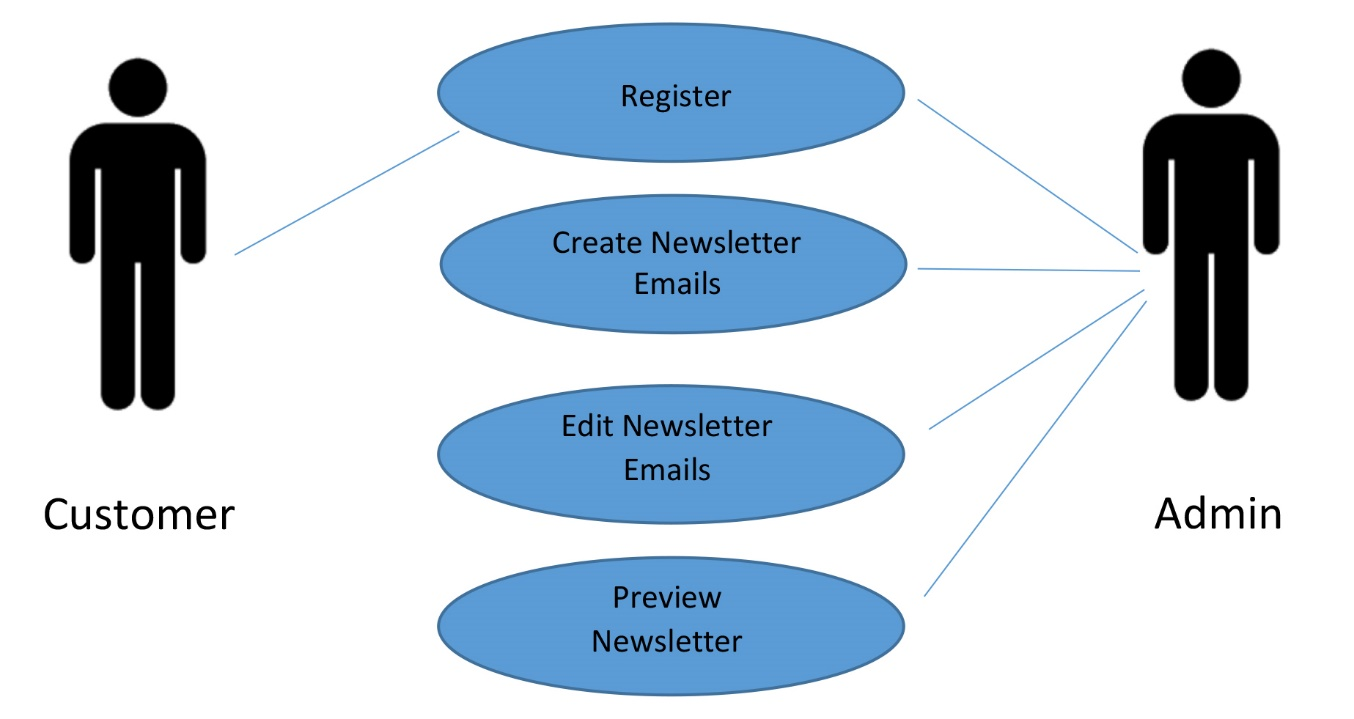 Register
Create Newsletter
Emails
Edit Newsletter
Emails
Preview
Newsletter
Customer
Admin